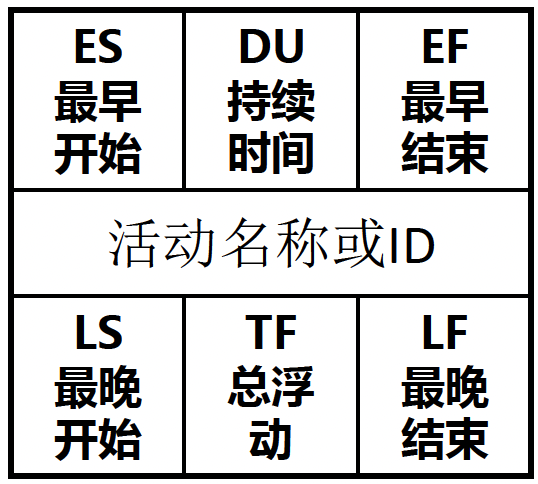 ES DU EF
最早 持续 最早
开始 时间 结束
活动名称或ID
LS TF LF
最晚 总浮 最晚
开始 动 结束